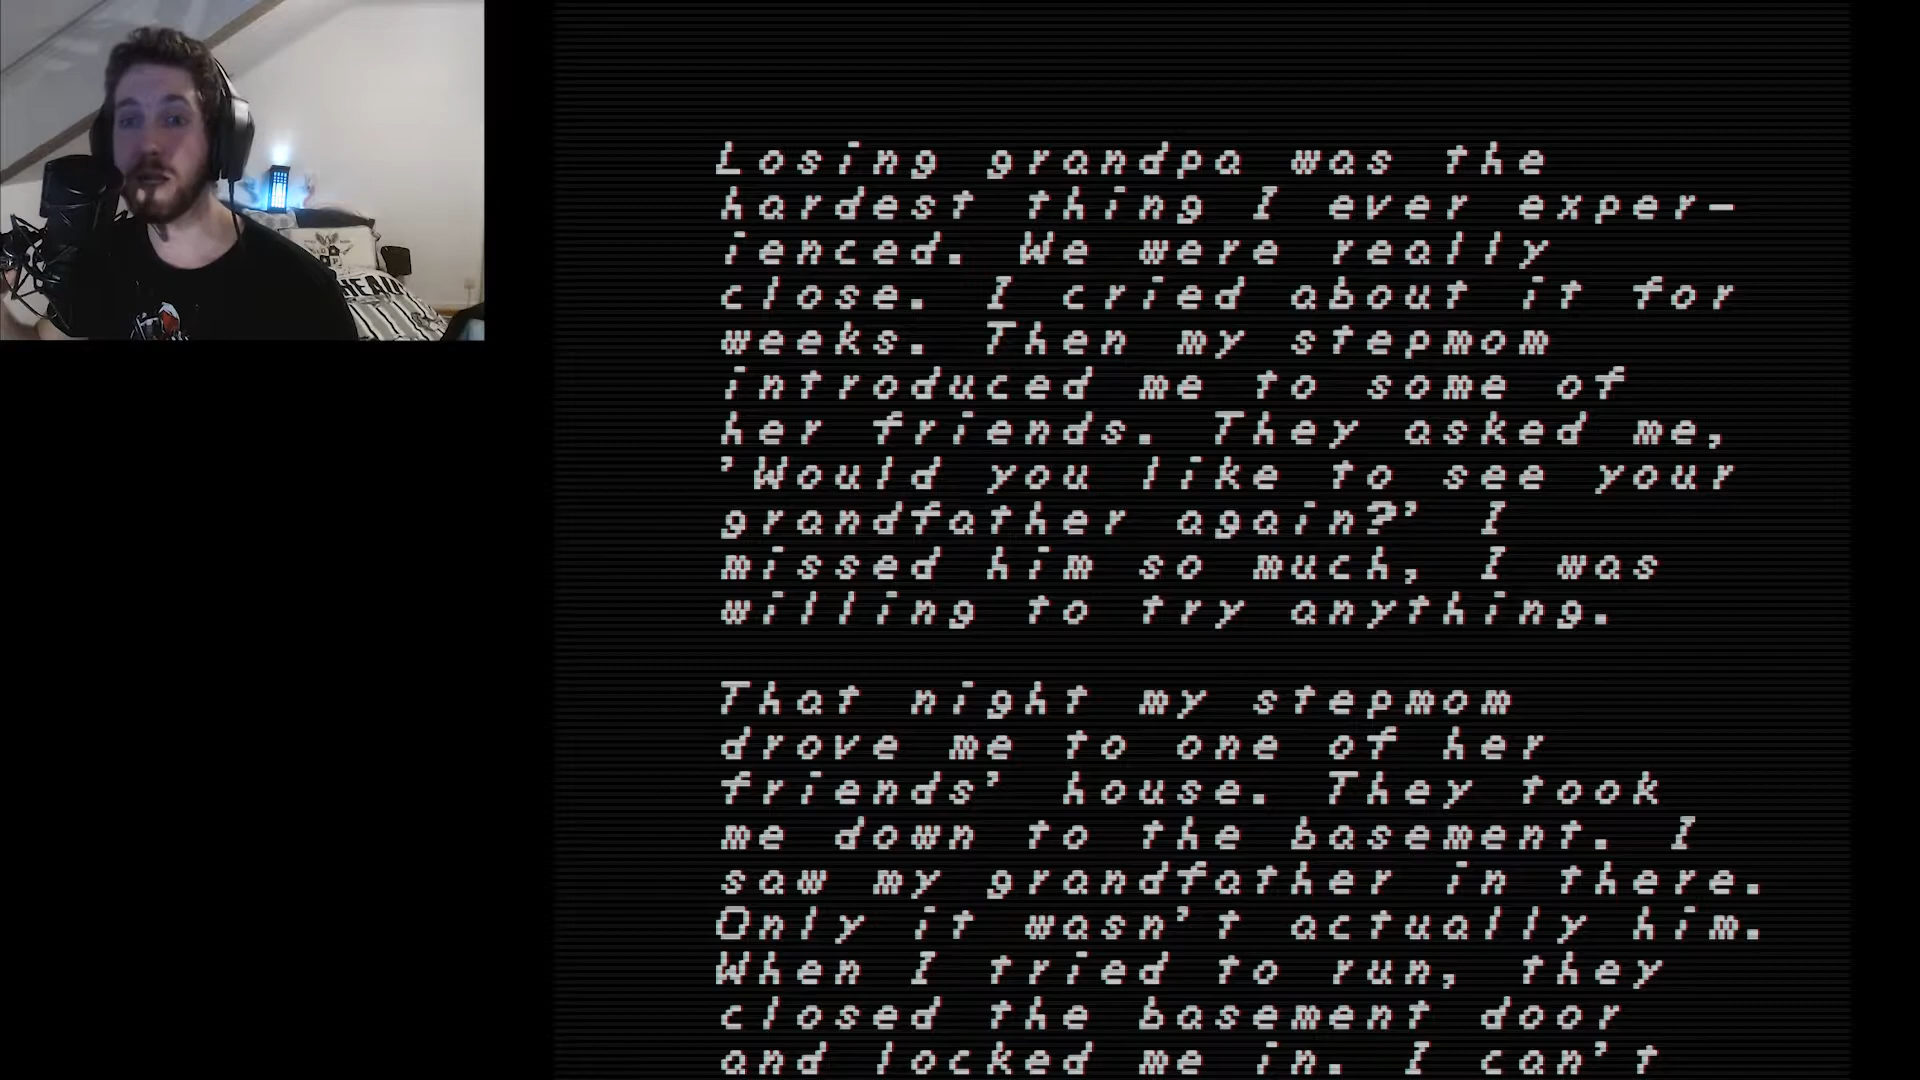 Losing grandpa was the
hardest thing I ever exper-
ienced. We were really
close. I cried about it for
weeks. Then my stepmom
introduced me to some of
her friends. They asked me,
'Would you like to see your
grandfather again?' I
missed him so much, I was
willing to try anything.
That night my stepmom
drove me to one of her
friends' house. They took
me down to the basement. I
saw my grandfather in there.
Only it wasn't actually him.
When I tried to run, they
closed the basement door
and locked me in. I can't